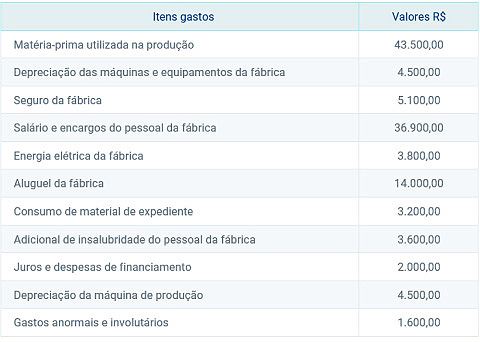 Itens gastos Valores R$
Matéria-prima utilizada na produção 43.500,00
Depreciação das máquinas e equipamentos da fábrica 4.500,00
Seguro da fábrica 5.100,00
Salário e encargos do pessoal da fábrica 36.900,00
Energia elétrica da fábrica 3.800,00
Aluguel da fábrica 14.000,00
Consumo de material de expediente 3.200,00
Adicional de insalubridade do pessoal da fábrica 3.600,00
Juros e despesas de financiamento 2.000,00
Depreciação da máquina de produção 4.500,00
Gastos anormais e involutários 1.600,00